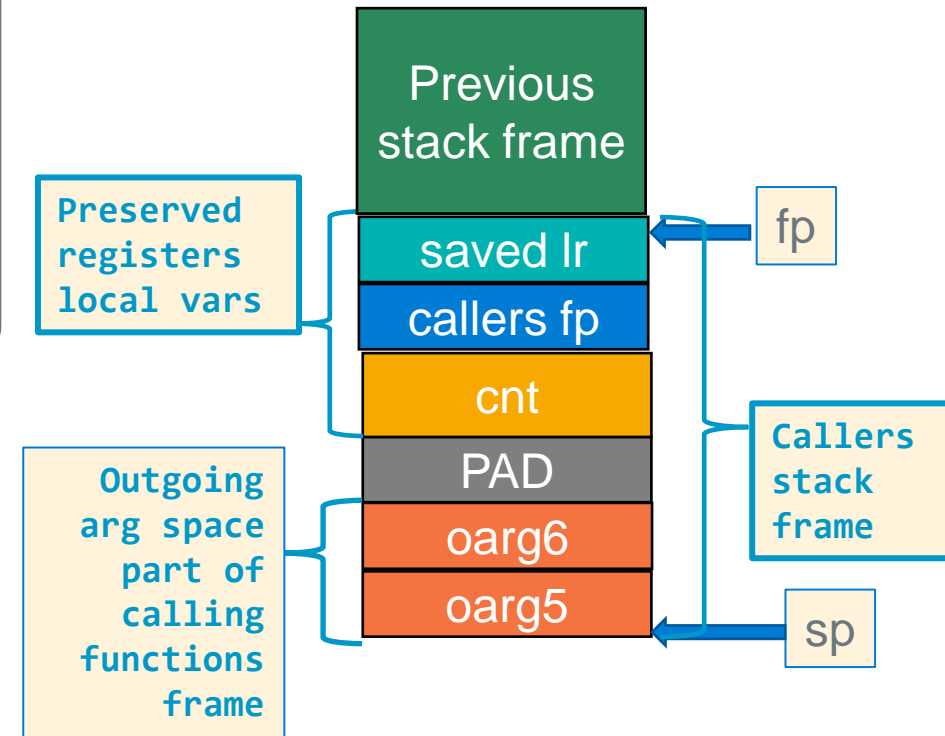 Previous
stack frame
Preserved
registers
local vars
saved lr
fp
callers fp
cnt
Callers
stack
frame
PAD
Outgoing
arg space
part of
calling
functions
frame
oarg6
oarg5
sp